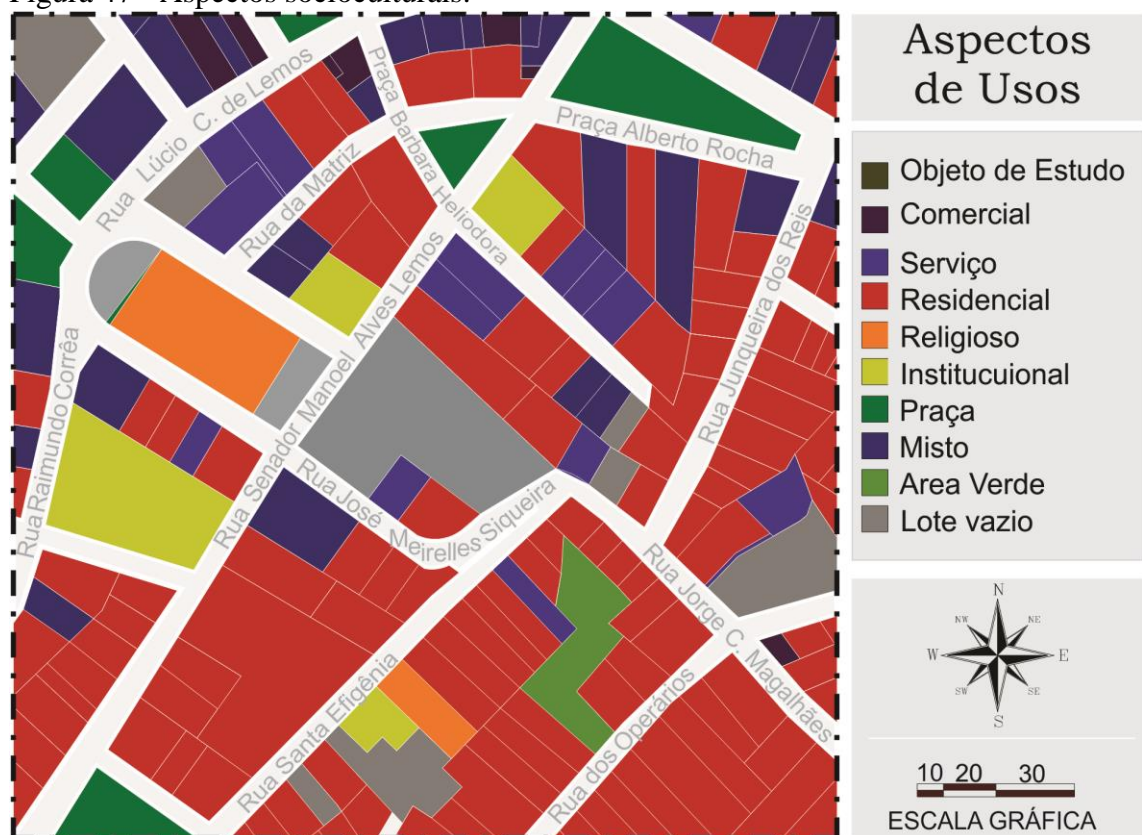 Figura 47 - Aspectos socioculturais.
Aspectos
de Usos
Objeto de Estudo
Comercial
Serviço
Residencial
Religioso
Institucuional
Praça
Misto
Area Verde
Lote vazio
N
NW
NE
W
E
SW
SE
S
10 20 30
ESCALA GRÁFICA
Rua Lúcio C. de Lemos
Praça Barbara Heliodora
Praça Alberto Rocha
Rua da Matriz
Rua Senador Manoel Alves Lemos
Rua Junqueira dos Reis
Rua Raimundo Corrêa
Rua José Meirelles Siqueira
Rua Jorge C. Magalhães
Rua Santa Efigênia
Rua dos Operários